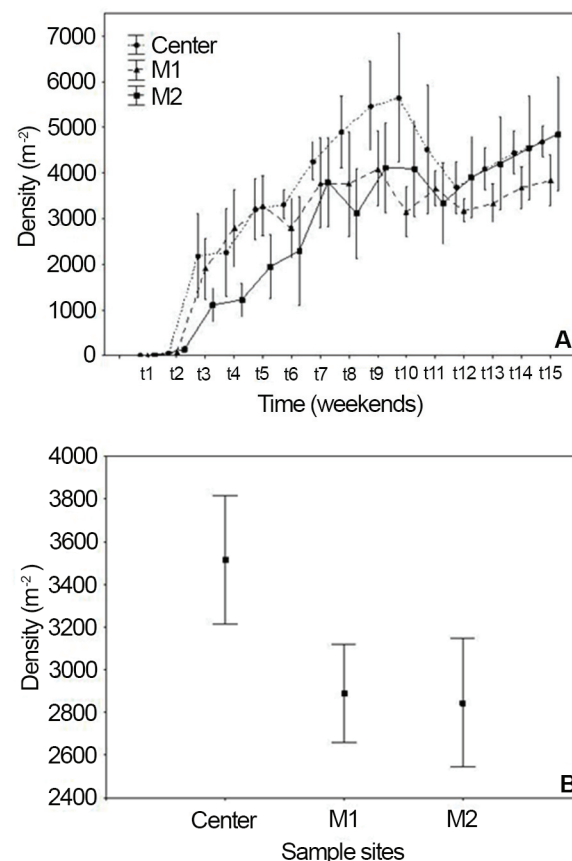 7000
6000
5000
4000
3000
2000
1000
0
Density (m-2)
Center
M1
M2
A
t1 t2 t3 t4 t5 t6 t7 t8 t9 t10 t11 t12 t13 t14 t15
Time (weekends)
4000
3800
3600
3400
3200
3000
2800
2600
2400
Density (m-2)
B
Center M1 M2
Sample sites